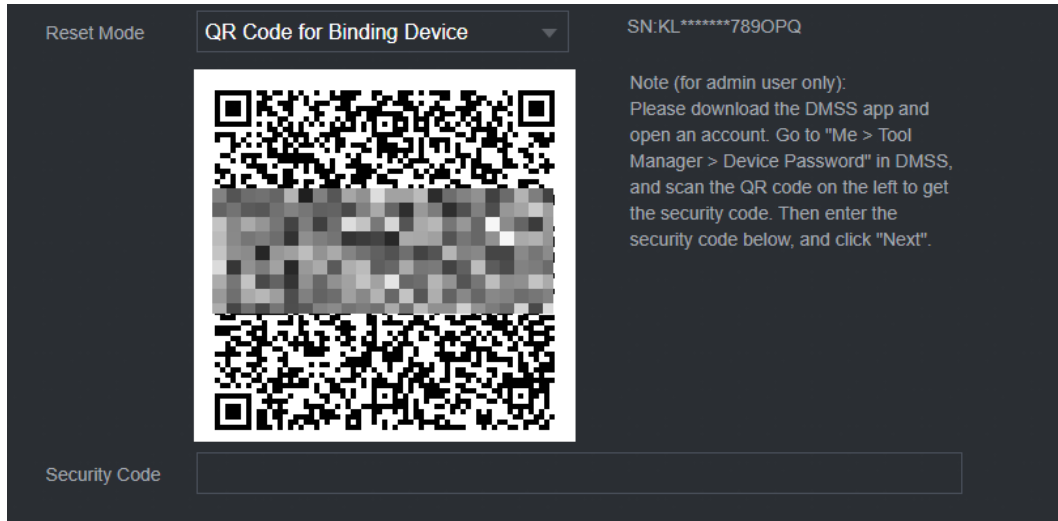 Reset Mode
QR Code for Binding Device
SN:KL*******789OPQ
Note (for admin user only):
Please download the DMSS app and
open an account. Go to "Me > Tool
Manager > Device Password" in DMSS,
and scan the QR code on the left to get
the security code. Then enter the
security code below, and click "Next".
Security Code